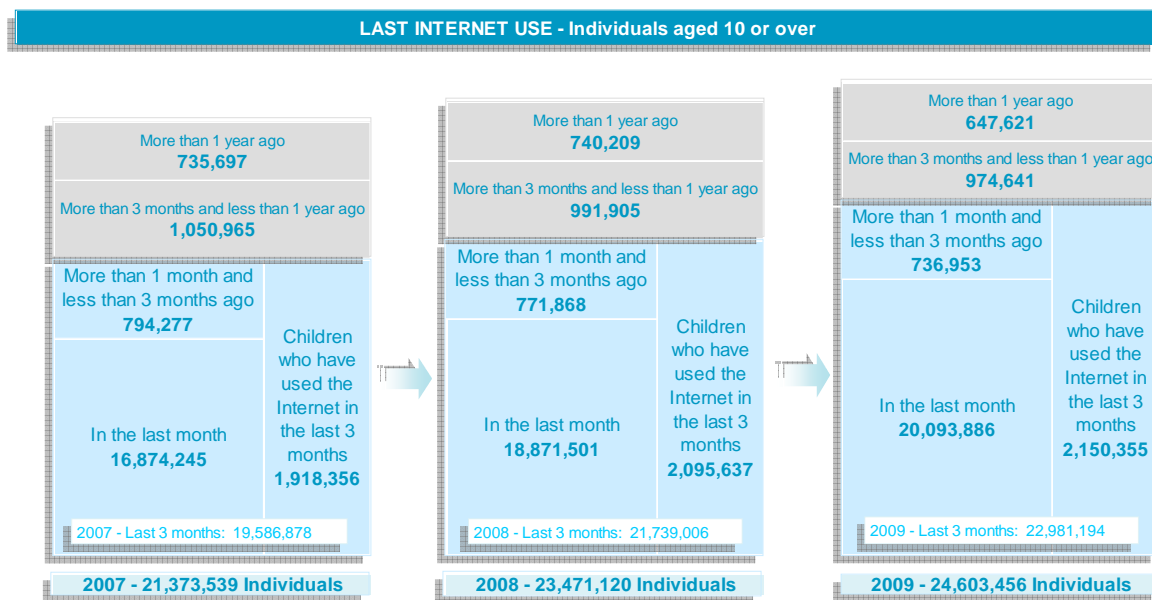 LAST INTERNET USE - Individuals aged 10 or over
More than 1 year ago
735,697
More than 3 months and less than 1 year ago
1,050,965
More than 1 month and
less than 3 months ago
794,277
In the last month
16,874,245
Children
who have
used the
Internet in
the last 3
months
1,918,356
2007 - Last 3 months: 19,586,878
2007 - 21,373,539 Individuals
More than 1 year ago
740,209
More than 3 months and less than 1 year ago
991,905
More than 1 month and
less than 3 months ago
771,868
In the last month
18,871,501
Children
who have
used the
Internet in
the last 3
months
2,095,637
2008 - Last 3 months: 21,739,006
2008 - 23,471,120 Individuals
More than 1 year ago
647,621
More than 3 months and less than 1 year ago
974,641
More than 1 month and
less than 3 months ago
736,953
In the last month
20,093,886
Children
who have
used the
Internet in
the last 3
months
2,150,355
2009 - Last 3 months: 22,981,194
2009 - 24,603,456 Individuals